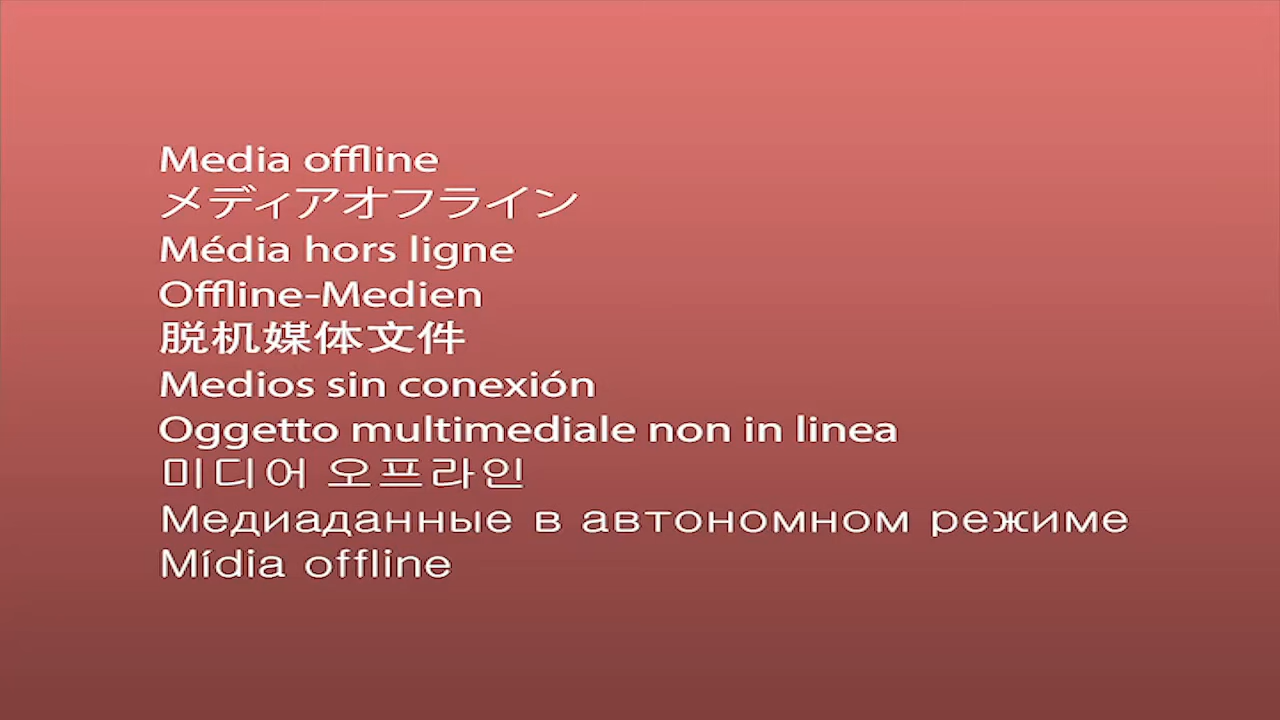 Media offline
メディアオフライン
Média hors ligne
Offline-Medien
脱机媒体文件
Medios sin conexión
Oggetto multimediale non in linea
미디어 오프라인
Медиаданные в автономном режиме
Mídia offline